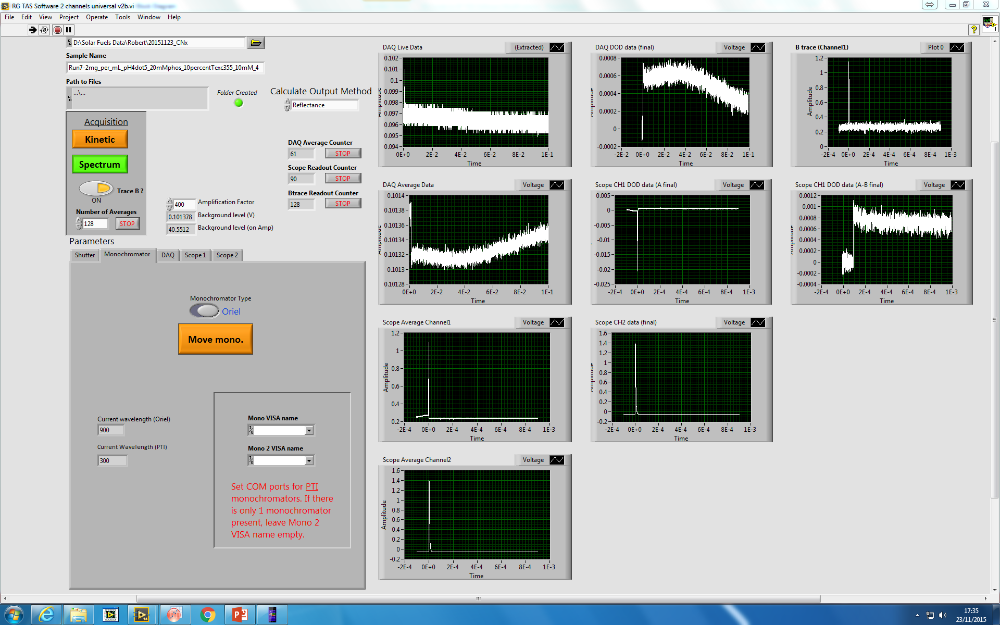 RG TAS Software 2 channels universal v2b.vi
File Edit View Project Operate Tools Window Help
D:\Solar Fuels Data\Robert\20151123_CNx
Sample Name
Run7-2mg_per_mL_pH4dot5_20mMphos_10percentTexc355_10mM_4
Path to Files
...\...
Folder Created
Calculate Output Method
Reflectance
Acquisition
Kinetic
Spectrum
Trace B ?
ON
Number of Averages
128
STOP
DAQ Average Counter
61
STOP
Scope Readout Counter
90
STOP
Btrace Readout Counter
128
STOP
400 Amplification Factor
0.101378 Background level (V)
40.5512 Background level (on Amp)
Parameters
Shutter Monochromator DAQ Scope 1 Scope 2
Monochromator Type
Oriel
Move mono.
Current wavelength (Oriel)
900
Current Wavelength (PTI)
300
Mono VISA name
Mono 2 VISA name
Set COM ports for PTI
monochromators. If there
is only 1 monochromator
present, leave Mono 2
VISA name empty.
DAQ Live Data (Extracted)
0.102
0.101
0.1
0.099
0.098
0.097
0.096
0.095
0.094
Amplitude
0E+0 2E-2 4E-2 6E-2 8E-2 1E-1
Time
DAQ DOD data (final) Voltage
0.0008
0.0006
0.0004
0.0002
0
-0.0002
Amplitude
-2E-2 0E+0 2E-2 4E-2 6E-2 8E-2 1E-1
Time
B trace (Channel1) Plot 0
1.2
1
0.8
0.6
0.4
0.2
0
Amplitude
-2E-4 0E+0 2E-4 4E-4 6E-4 8E-4 1E-3
Time
DAQ Average Data Voltage
0.1014
0.10138
0.10136
0.10134
0.10132
0.1013
0.10128
Amplitude
0E+0 2E-2 4E-2 6E-2 8E-2 1E-1
Time
Scope CH1 DOD data (A final) Voltage
0.005
0
-0.005
-0.01
-0.015
-0.02
-0.025
Amplitude
-2E-4 0E+0 2E-4 4E-4 6E-4 8E-4 1E-3
Time
Scope CH1 DOD data (A-B final) Voltage
0.0012
0.001
0.0008
0.0006
0.0004
0.0002
0
-0.0002
-0.0004
Amplitude
-2E-4 0E+0 2E-4 4E-4 6E-4 8E-4 1E-3
Time
Scope Average Channel1 Voltage
1.2
1
0.8
0.6
0.4
0.2
Amplitude
-2E-4 0E+0 2E-4 4E-4 6E-4 8E-4 1E-3
Time
Scope CH2 data (final) Voltage
1.6
1.4
1.2
1
0.8
0.6
0.4
0.2
0
-0.2
Amplitude
-2E-4 0E+0 2E-4 4E-4 6E-4 8E-4 1E-3
Time
Scope Average Channel2 Voltage
1.6
1.4
1.2
1
0.8
0.6
0.4
0.2
0
-0.2
Amplitude
-2E-4 0E+0 2E-4 4E-4 6E-4 8E-4 1E-3
Time
17:35
23/11/2015